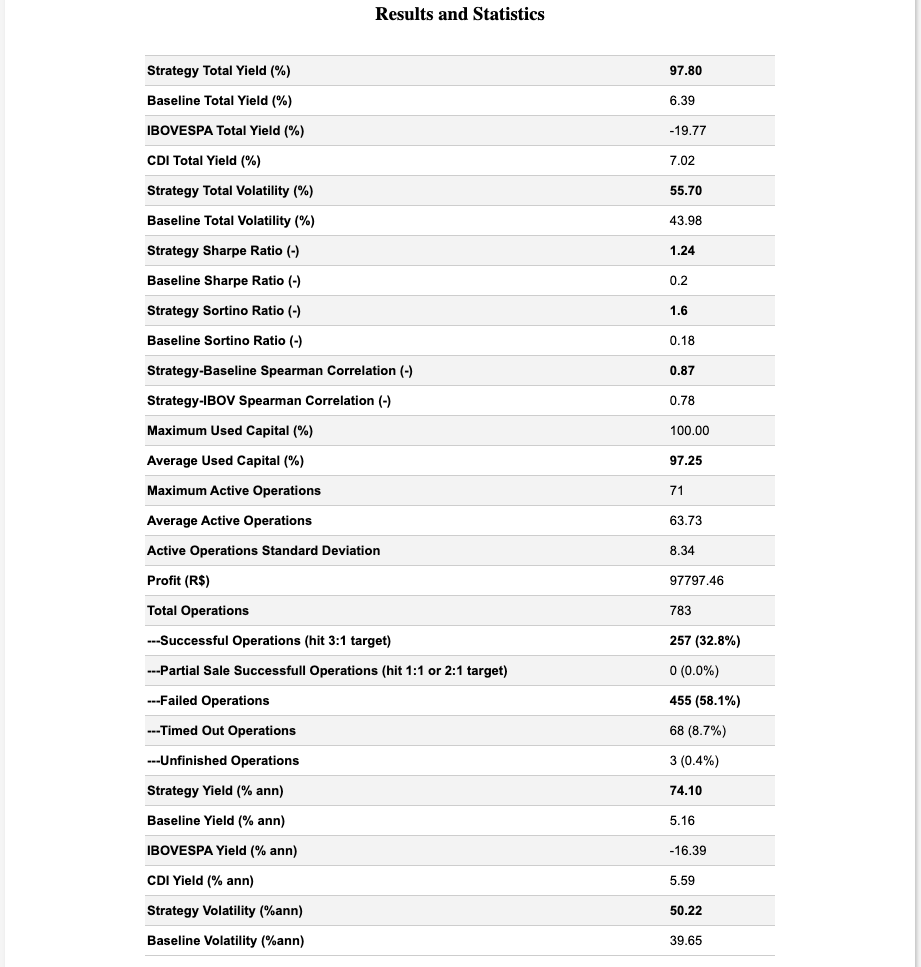 Results and Statistics
Strategy Total Yield (%) 97.80
Baseline Total Yield (%) 6.39
IBOVESPA Total Yield (%) -19.77
CDI Total Yield (%) 7.02
Strategy Total Volatility (%) 55.70
Baseline Total Volatility (%) 43.98
Strategy Sharpe Ratio (-) 1.24
Baseline Sharpe Ratio (-) 0.2
Strategy Sortino Ratio (-) 1.6
Baseline Sortino Ratio (-) 0.18
Strategy-Baseline Spearman Correlation (-) 0.87
Strategy-IBOV Spearman Correlation (-) 0.78
Maximum Used Capital (%) 100.00
Average Used Capital (%) 97.25
Maximum Active Operations 71
Average Active Operations 63.73
Active Operations Standard Deviation 8.34
Profit (R$) 97797.46
Total Operations 783
---Successful Operations (hit 3:1 target) 257 (32.8%)
---Partial Sale Successfull Operations (hit 1:1 or 2:1 target) 0 (0.0%)
---Failed Operations 455 (58.1%)
---Timed Out Operations 68 (8.7%)
---Unfinished Operations 3 (0.4%)
Strategy Yield (% ann) 74.10
Baseline Yield (% ann) 5.16
IBOVESPA Yield (% ann) -16.39
CDI Yield (% ann) 5.59
Strategy Volatility (%ann) 50.22
Baseline Volatility (%ann) 39.65